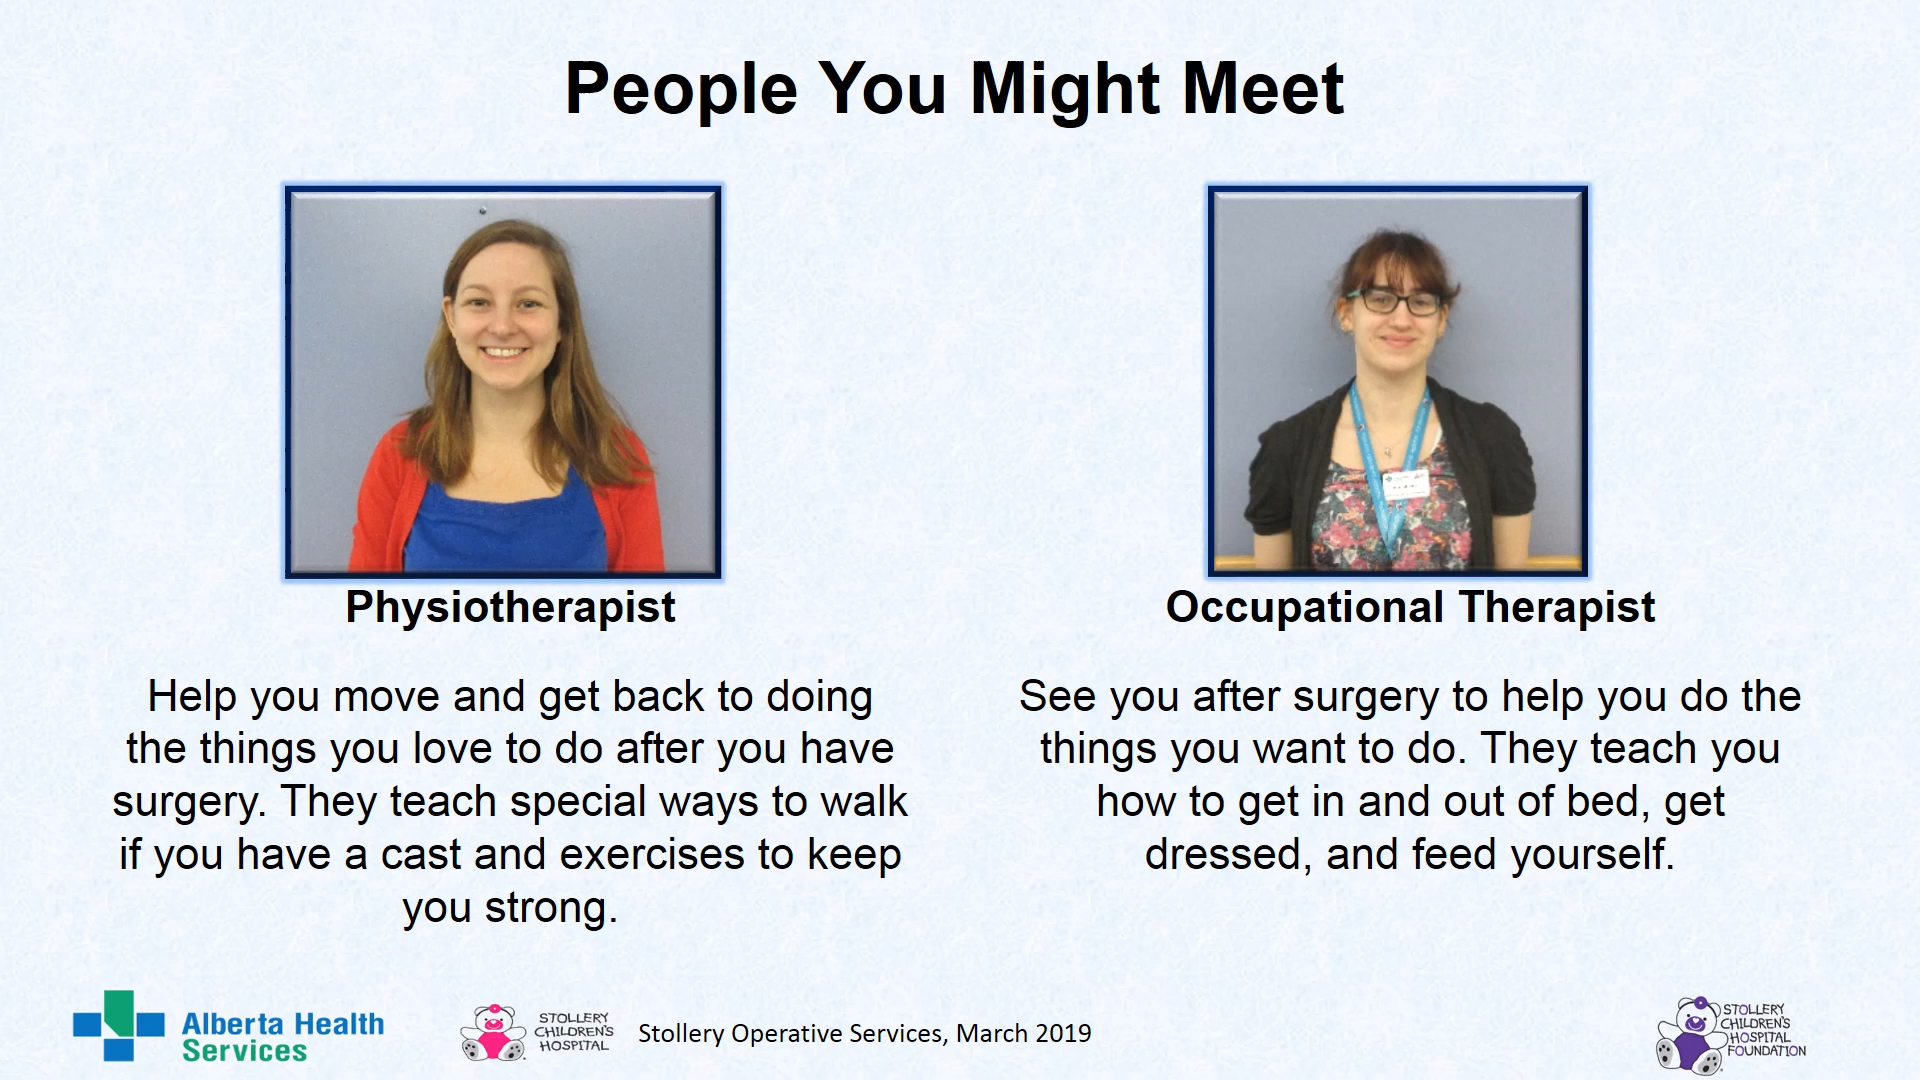 People You Might Meet
Physiotherapist
Help you move and get back to doing
the things you love to do after you have
surgery. They teach special ways to walk
if you have a cast and exercises to keep
you strong.
Occupational Therapist
See you after surgery to help you do the
things you want to do. They teach you
how to get in and out of bed, get
dressed, and feed yourself.
Alberta Health
Services
STOLLERY
CHILDREN'S
HOSPITAL
Stollery Operative Services, March 2019
STOLLERY
CHILDREN'S
HOSPITAL
FOUNDATION